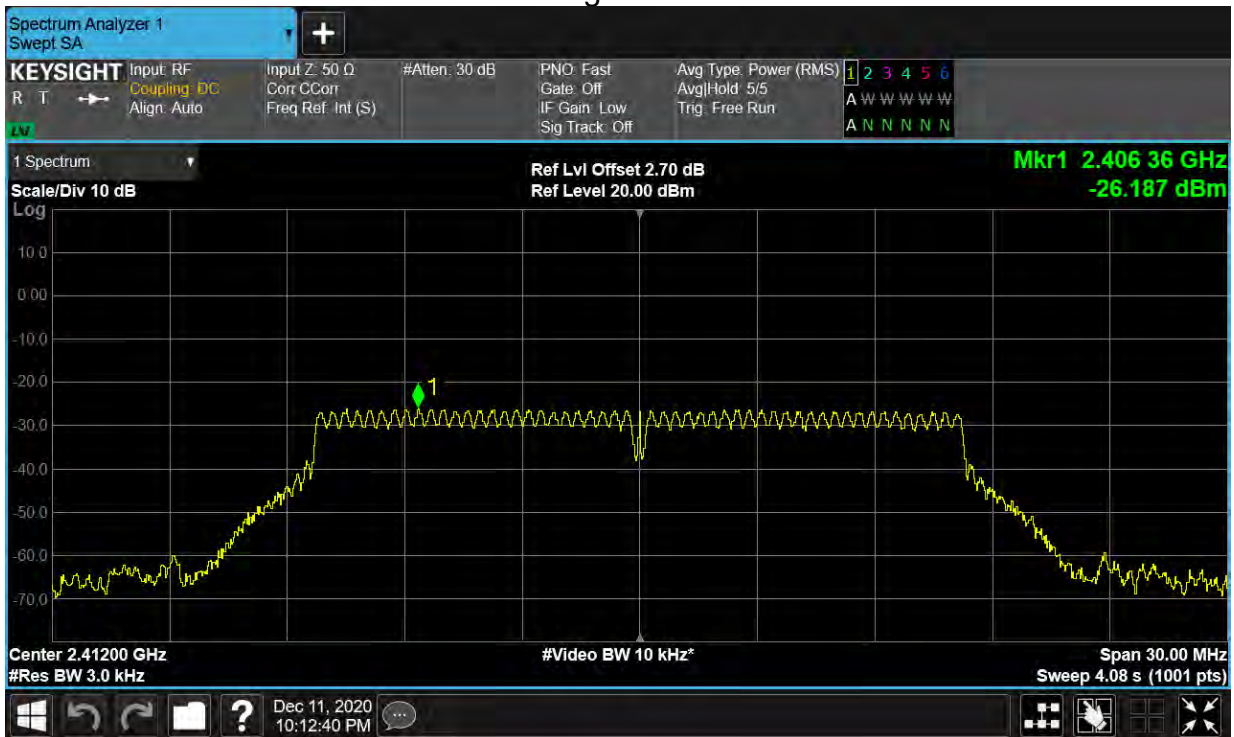 Spectrum Analyzer 1
Swept SA
+
KEYSIGHT
R T
LXI
Input: RF
Coupling: DC
Align: Auto
Input Z: 50 Ω
Corr CCorr
Freq Ref: Int (S)
#Atten: 30 dB
PNO: Fast
Gate: Off
IF Gain: Low
Sig Track: Off
Avg Type: Power (RMS)
Avg|Hold: 5/5
Trig: Free Run
1 2 3 4 5 6
A W W W W W
A N N N N N
1 Spectrum
Scale/Div 10 dB
Log
Ref Lvl Offset 2.70 dB
Ref Level 20.00 dBm
Mkr1 2.406 36 GHz
-26.187 dBm
10.0
0.00
-10.0
-20.0
-30.0
-40.0
-50.0
-60.0
-70.0
1
Center 2.41200 GHz
#Res BW 3.0 kHz
#Video BW 10 kHz*
Span 30.00 MHz
Sweep 4.08 s (1001 pts)
?
Dec 11, 2020
10:12:40 PM